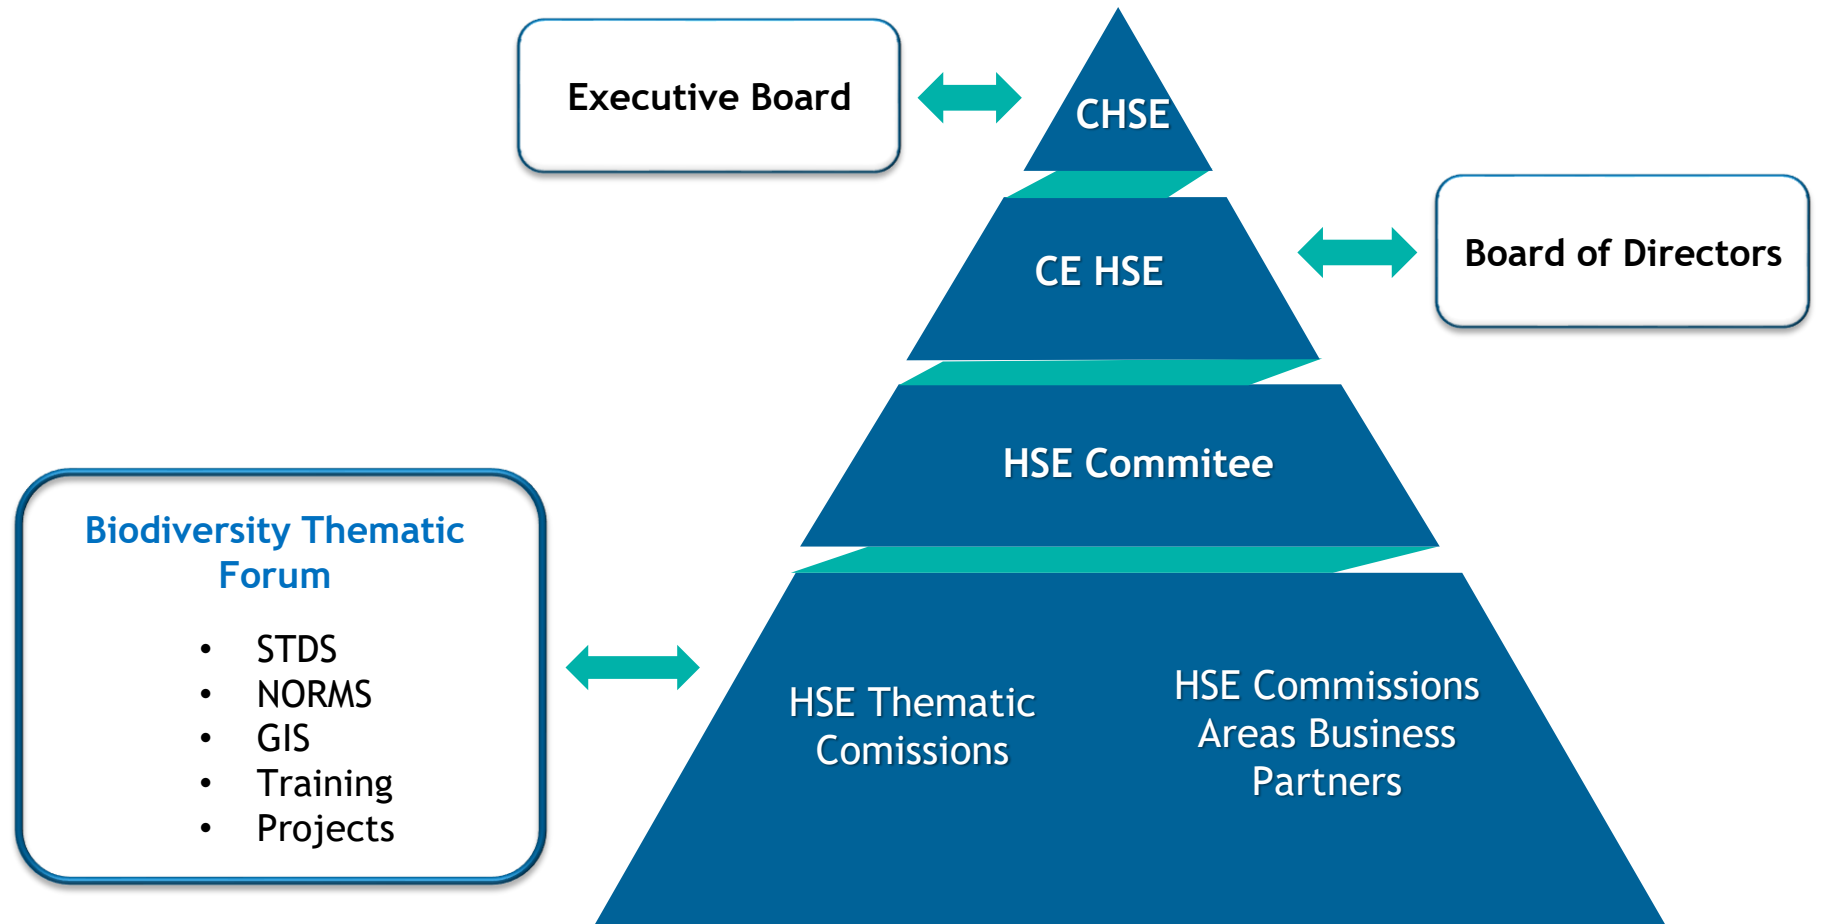 Executive Board
CHSE
CE HSE
Board of Directors
HSE Commitee
Biodiversity Thematic
Forum
• STDS
• NORMS
• GIS
• Training
• Projects
HSE Thematic
Comissions
HSE Commissions
Areas Business
Partners